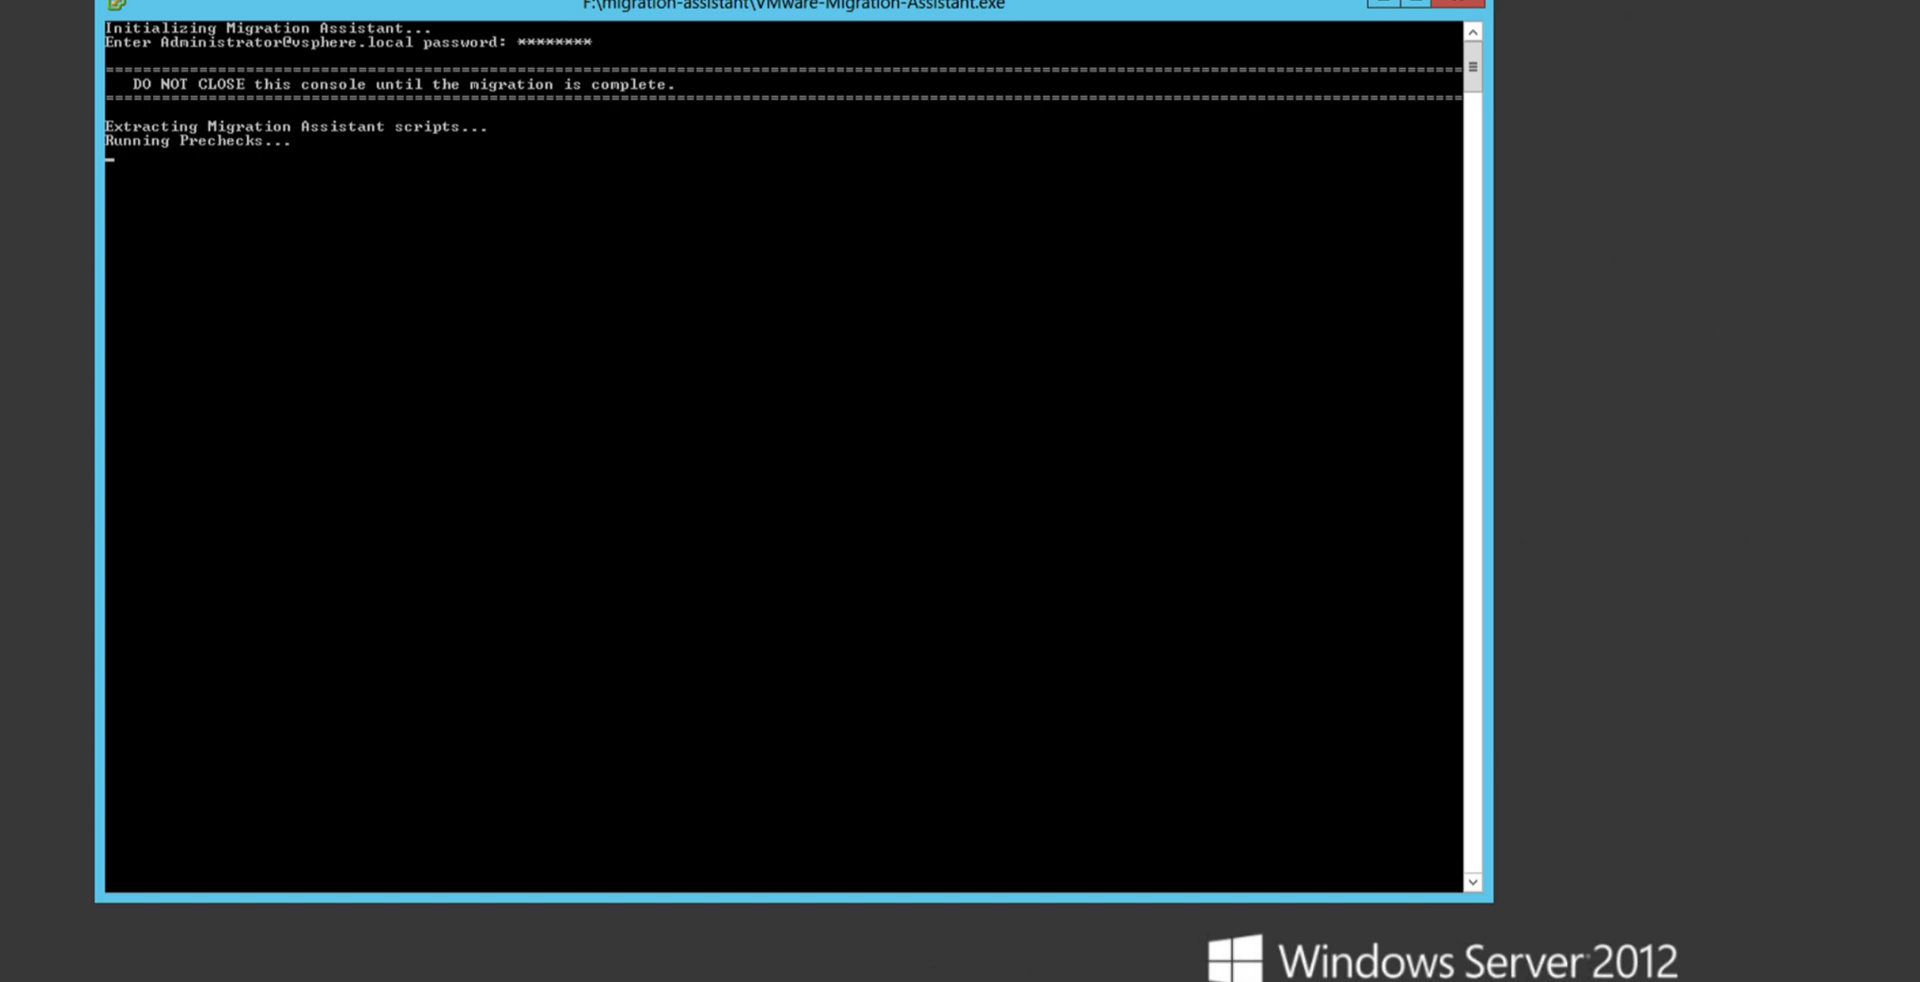 F:\migration-assistant\VMware-Migration-Assistant.exe
Initializing Migration Assistant...
Enter Administrator@vsphere.local password: ********
==================================================================================================================================================
DO NOT CLOSE this console until the migration is complete.
==================================================================================================================================================
Extracting Migration Assistant scripts...
Running Prechecks...
Windows Server 2012